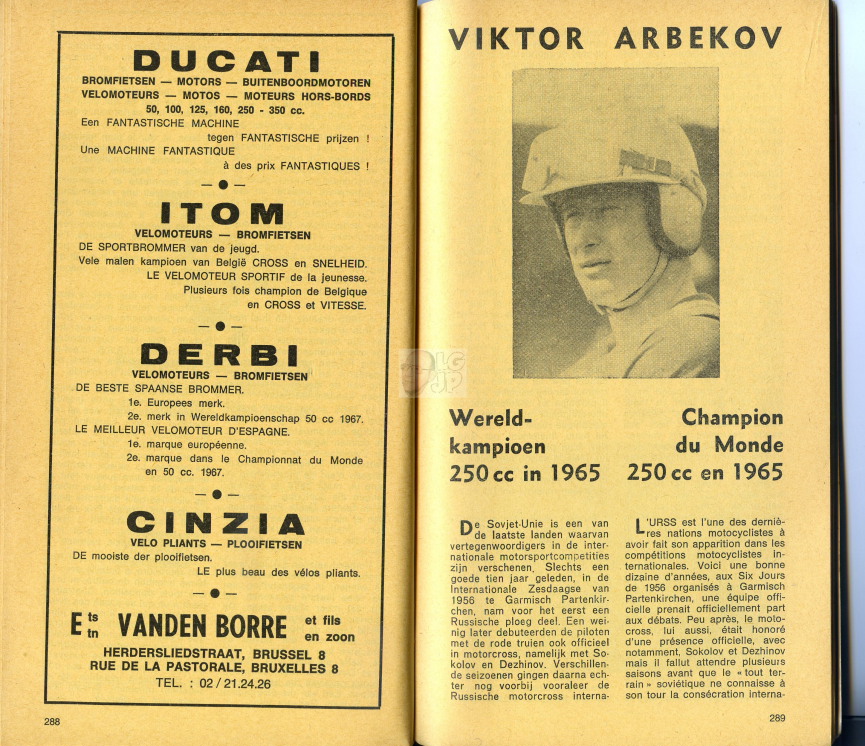 DUCATI
BROMFIETSEN — MOTORS — BUITENBOORDMOTOREN
VELOMOTEURS — MOTOS — MOTEURS HORS-BORDS
50, 100, 125, 160, 250 - 350 cc.
Een FANTASTISCHE MACHINE
tegen FANTASTISCHE prijzen !
Une MACHINE FANTASTIQUE
à des prix FANTASTIQUES !
— ● —
ITOM
VELOMOTEURS — BROMFIETSEN
DE SPORTBROMMER van de jeugd.
Vele malen kampioen van België CROSS en SNELHEID.
LE VELOMOTEUR SPORTIF de la jeunesse.
Plusieurs fois champion de Belgique
en CROSS et VITESSE.
— ● —
DERBI
VELOMOTEURS — BROMFIETSEN
DE BESTE SPAANSE BROMMER.
1e. Europees merk.
2e. merk in Wereldkampioenschap 50 cc 1967.
LE MEILLEUR VELOMOTEUR D'ESPAGNE.
1e. marque européenne.
2e. marque dans le Championnat du Monde
en 50 cc. 1967.
— ● —
CINZIA
VELO PLIANTS — PLOOIFIETSEN
DE mooiste der plooifietsen.
LE plus beau des vélos pliants.
— ● —
Ets tn VANDEN BORRE et fils en zoon
HERDERSLIEDSTRAAT, BRUSSEL 8
RUE DE LA PASTORALE, BRUXELLES 8
TEL. : 02 / 21.24.26
288
VIKTOR ARBEKOV
LG
JP
Wereld-
kampioen
250 cc in 1965
Champion
du Monde
250 cc en 1965
De Sovjet-Unie is een van
de laatste landen waarvan
vertegenwoordigers in de inter-
nationale motorsportcompetities
zijn verschenen. Slechts een
goede tien jaar geleden, in de
Internationale Zesdaagse van
1956 te Garmisch Partenkir-
chen, nam voor het eerst een
Russische ploeg deel. Een wei-
nig later debuteerden de piloten
met de rode truien ook officieel
in motorcross, namelijk met So-
kolov en Dezhinov. Verschillen-
de seizoenen gingen daarna ech-
ter nog voorbij vooraleer de
Russische motorcross interna-
L'URSS est l'une des derniè-
res nations motocyclistes à
avoir fait son apparition dans les
compétitions motocyclistes in-
ternationales. Voici une bonne
dizaine d'années, aux Six Jours
de 1956 organisés à Garmisch
Partenkirchen, une équipe offi-
cielle prenait officiellement part
aux débats. Peu après, le moto-
cross, lui aussi, était honoré
d'une présence officielle, avec
notamment, Sokolov et Dezhinov
mais il fallut attendre plusieurs
saisons avant que le « tout ter-
rain » soviétique ne connaisse à
son tour la consécration interna-
289